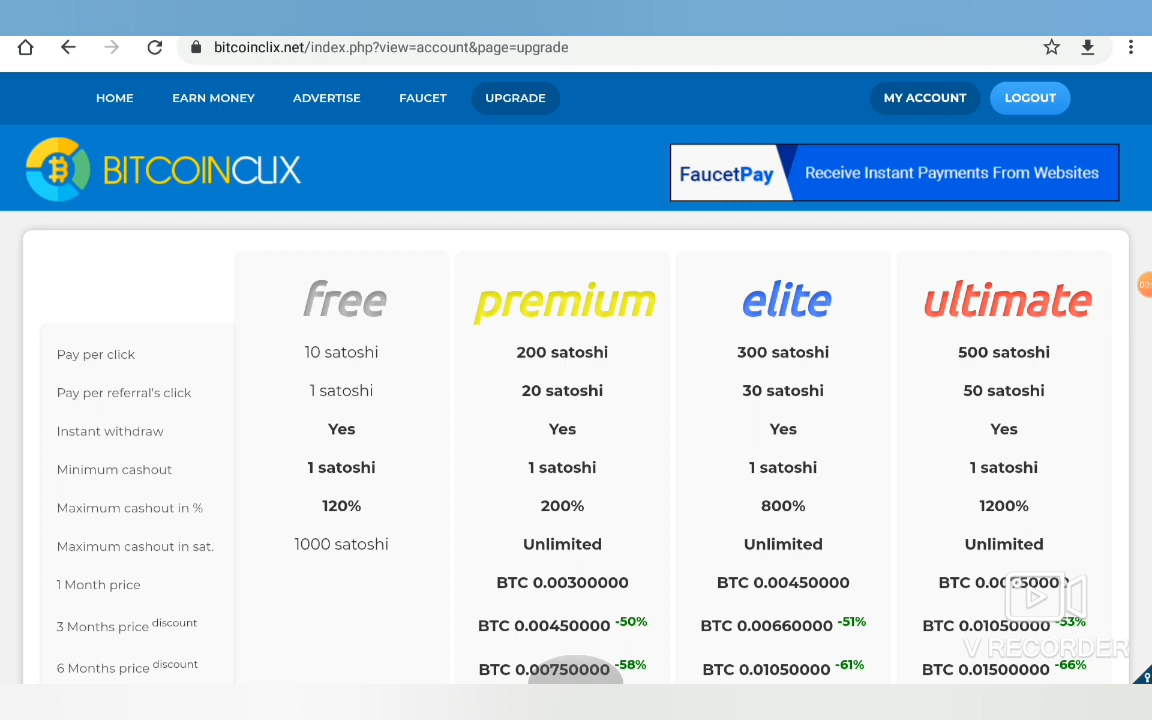 bitcoinclix.net/index.php?view=account&page=upgrade
HOME EARN MONEY ADVERTISE FAUCET UPGRADE MY ACCOUNT LOGOUT
BITCOINCLIX
FaucetPay Receive Instant Payments From Websites
free premium elite ultimate
Pay per click 10 satoshi 200 satoshi 300 satoshi 500 satoshi
Pay per referral's click 1 satoshi 20 satoshi 30 satoshi 50 satoshi
Instant withdraw Yes Yes Yes Yes
Minimum cashout 1 satoshi 1 satoshi 1 satoshi 1 satoshi
Maximum cashout in % 120% 200% 800% 1200%
Maximum cashout in sat. 1000 satoshi Unlimited Unlimited Unlimited
1 Month price BTC 0.00300000 BTC 0.00450000 BTC
3 Months price discount BTC 0.00450000 -50% BTC 0.00660000 -51% BTC 0.01050000 -53%
6 Months price discount BTC 0.00750000 -58% BTC 0.01050000 -61% BTC 0.01500000 -66%
V RECORDER